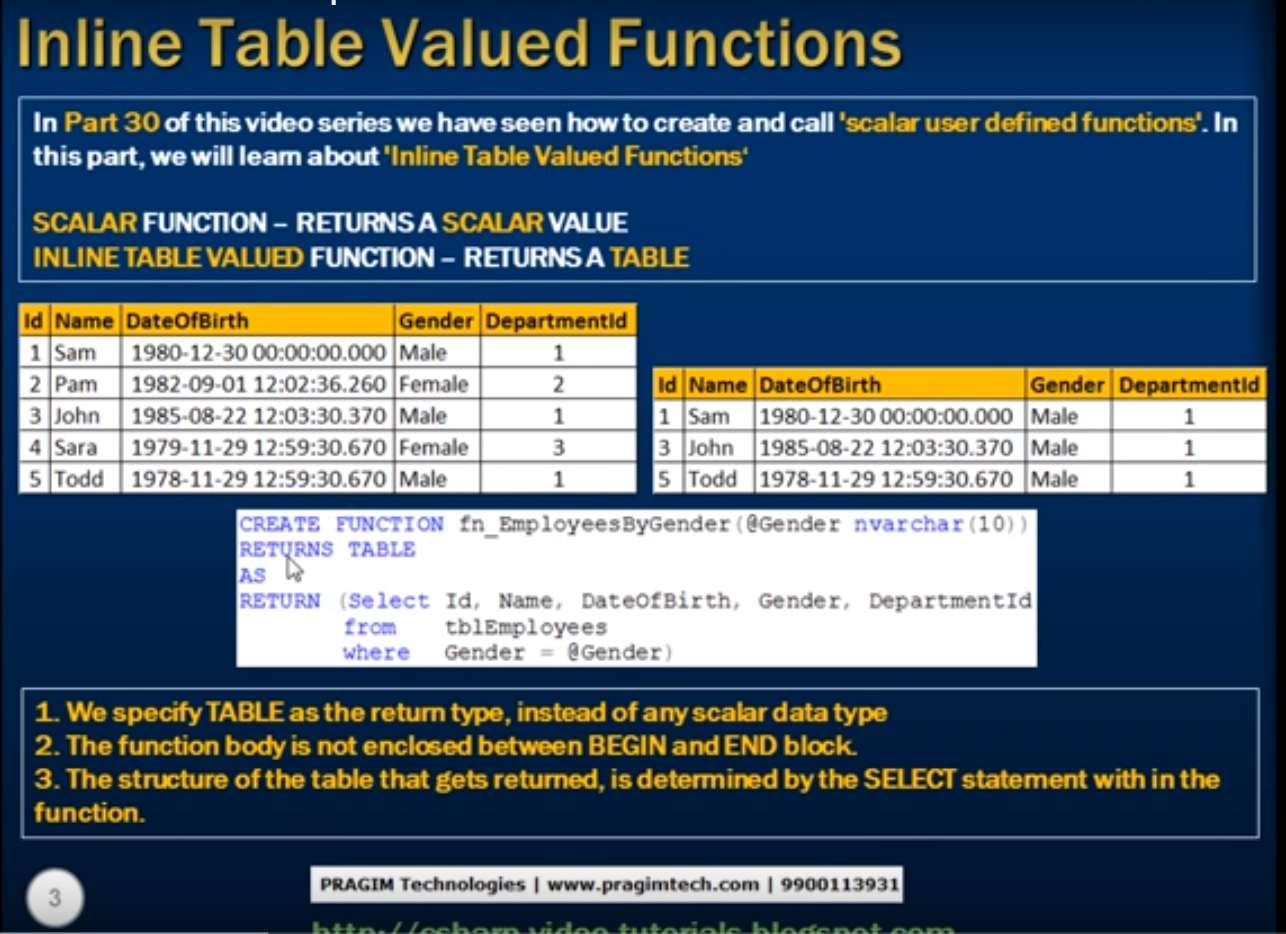 Inline Table Valued Functions
In Part 30 of this video series we have seen how to create and call 'scalar user defined functions'. In
this part, we will learn about 'Inline Table Valued Functions'
SCALAR FUNCTION – RETURNS A SCALAR VALUE
INLINE TABLE VALUED FUNCTION – RETURNS A TABLE
Id Name DateOfBirth Gender DepartmentId
1 Sam 1980-12-30 00:00:00.000 Male 1
2 Pam 1982-09-01 12:02:36.260 Female 2
3 John 1985-08-22 12:03:30.370 Male 1
4 Sara 1979-11-29 12:59:30.670 Female 3
5 Todd 1978-11-29 12:59:30.670 Male 1
Id Name DateOfBirth Gender DepartmentId
1 Sam 1980-12-30 00:00:00.000 Male 1
3 John 1985-08-22 12:03:30.370 Male 1
5 Todd 1978-11-29 12:59:30.670 Male 1
CREATE FUNCTION fn_EmployeesByGender(@Gender nvarchar(10))
RETURNS TABLE
AS
RETURN (Select Id, Name, DateOfBirth, Gender, DepartmentId
from tblEmployees
where Gender = @Gender)
1. We specify TABLE as the return type, instead of any scalar data type
2. The function body is not enclosed between BEGIN and END block.
3. The structure of the table that gets returned, is determined by the SELECT statement with in the
function.
3
PRAGIM Technologies | www.pragimtech.com | 9900113931
http://csharp-video-tutorials.blogspot.com